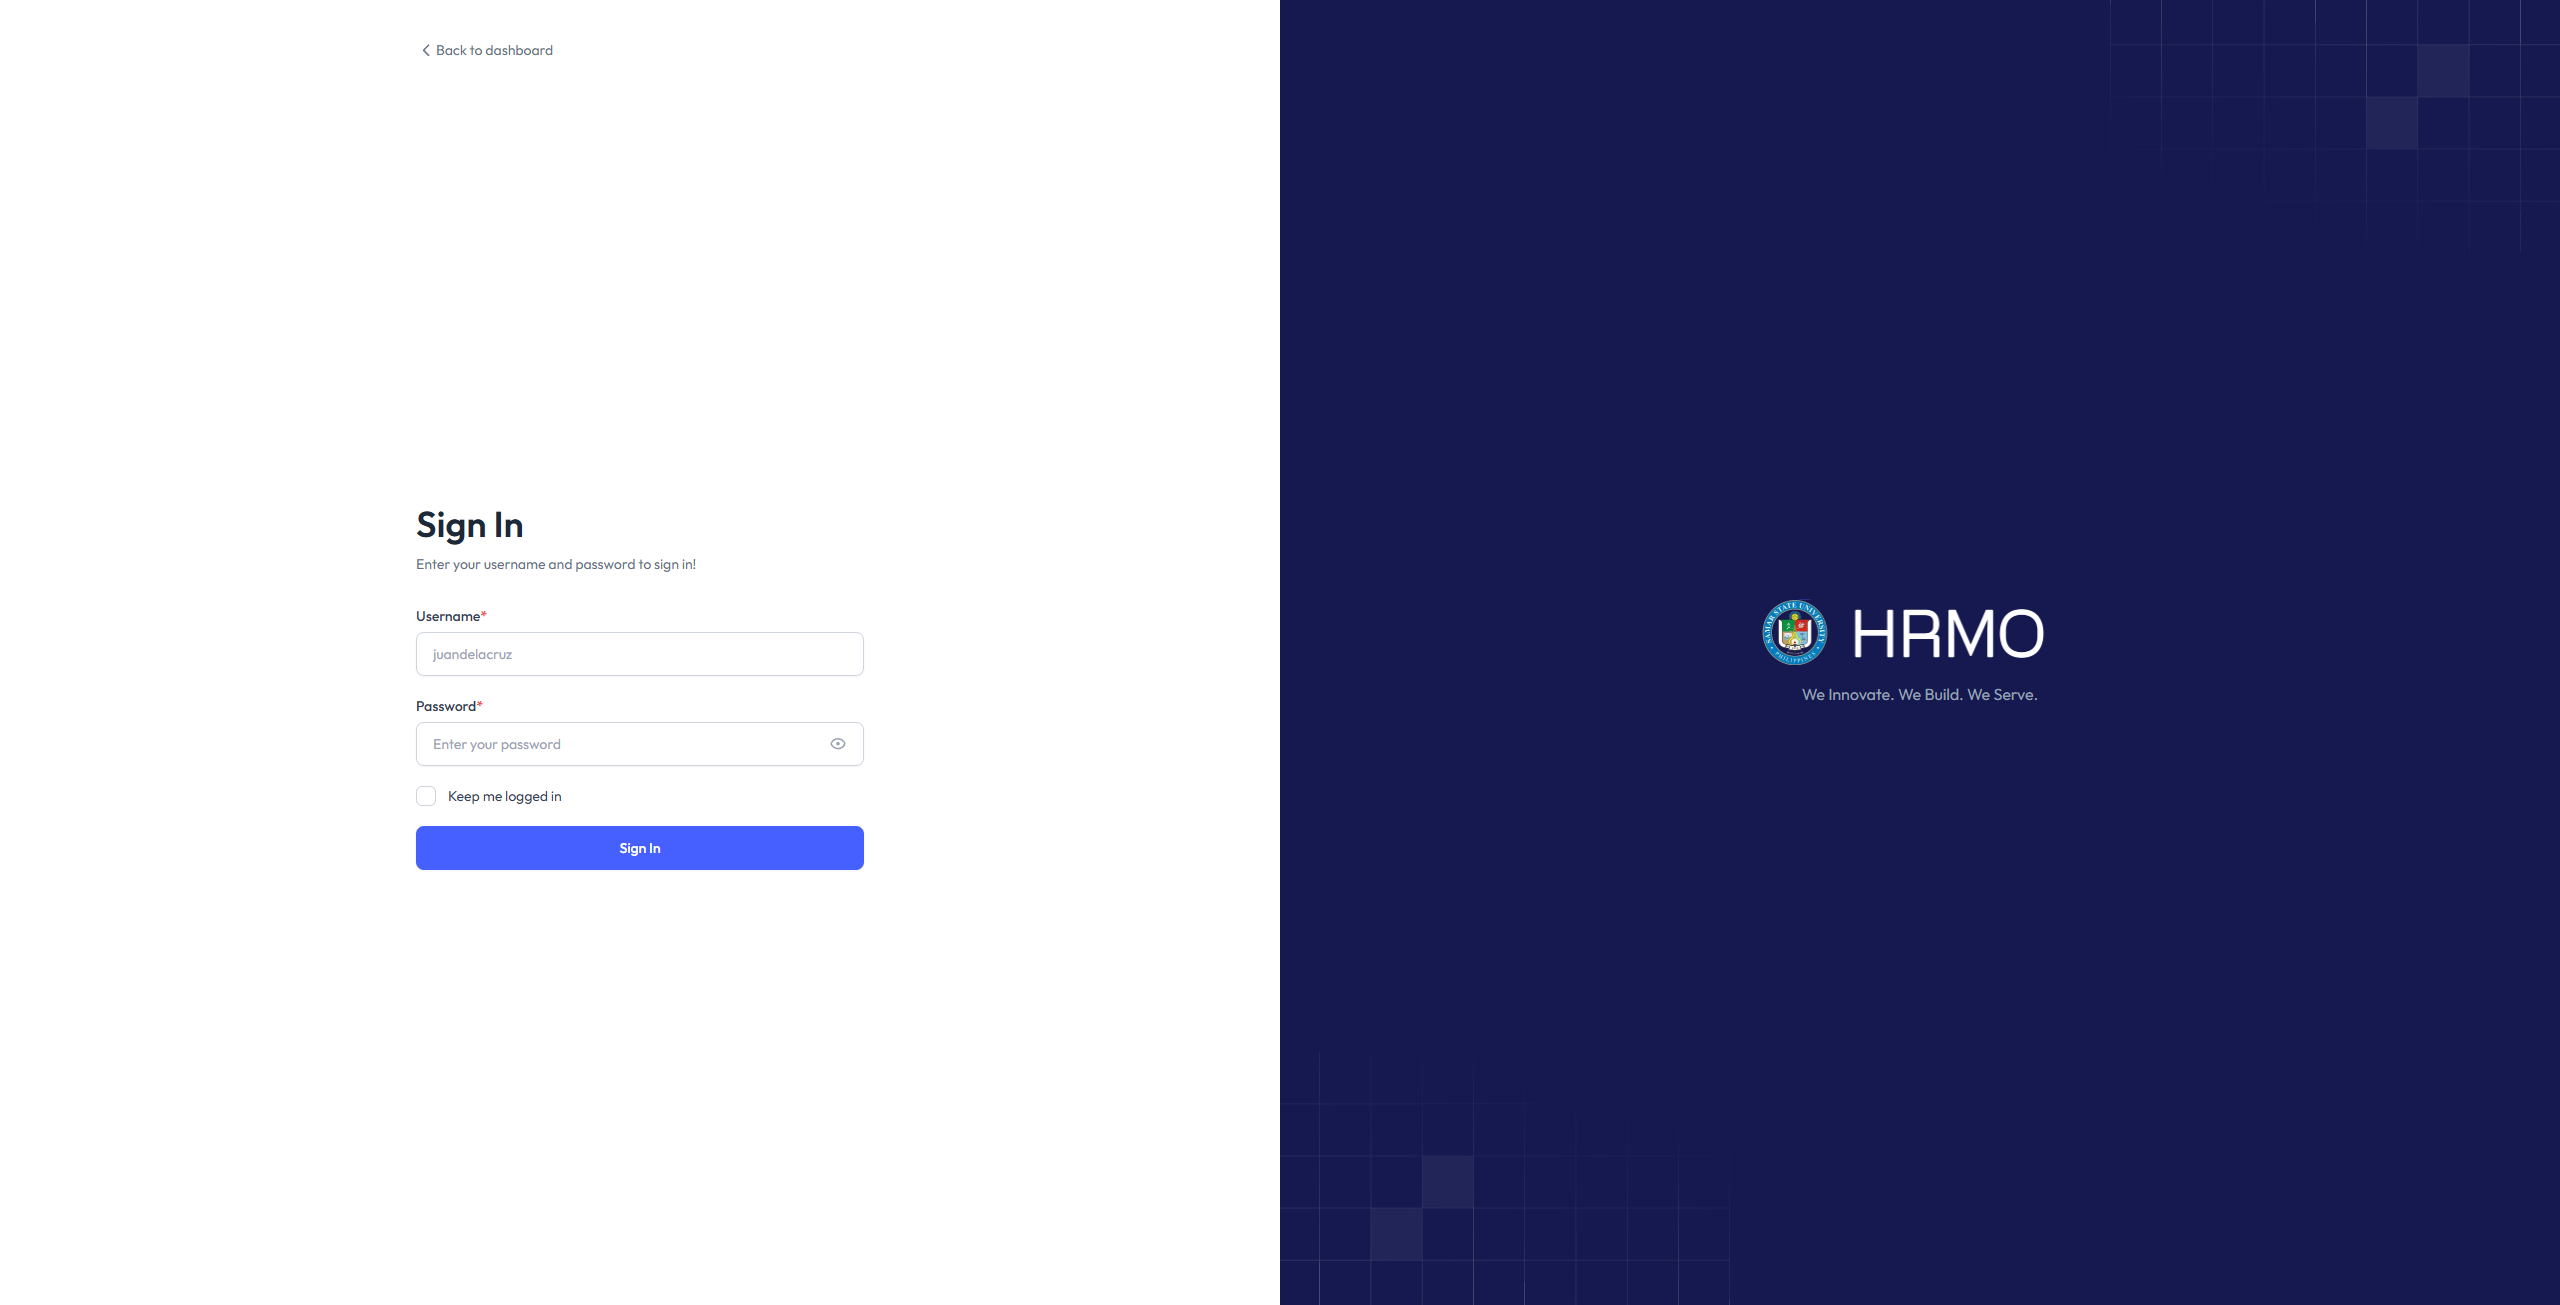 Back to dashboard
Sign In
Enter your username and password to sign in!
Username*
juandelacruz
Password*
Enter your password
Keep me logged in
Sign In
SAMAR STATE UNIVERSITY
PHILIPPINES
HRMO
We Innovate. We Build. We Serve.